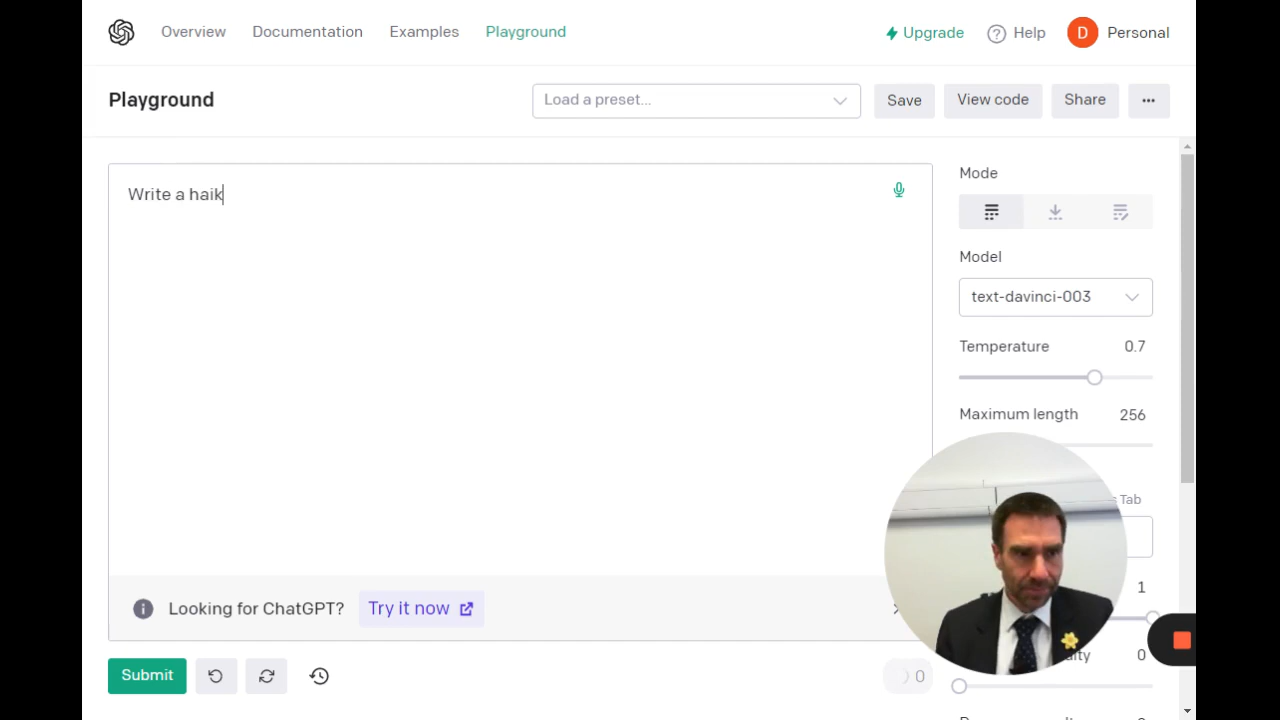 Overview Documentation Examples Playground Upgrade Help D Personal
Playground Load a preset... Save View code Share ...
Write a haik
Mode
Model
text-davinci-003
Temperature 0.7
Maximum length 256
Tab
1
Looking for ChatGPT? Try it now
0
Submit 0